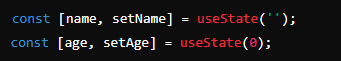 const [name, setName] = useState('');
const [age, setAge] = useState(0);